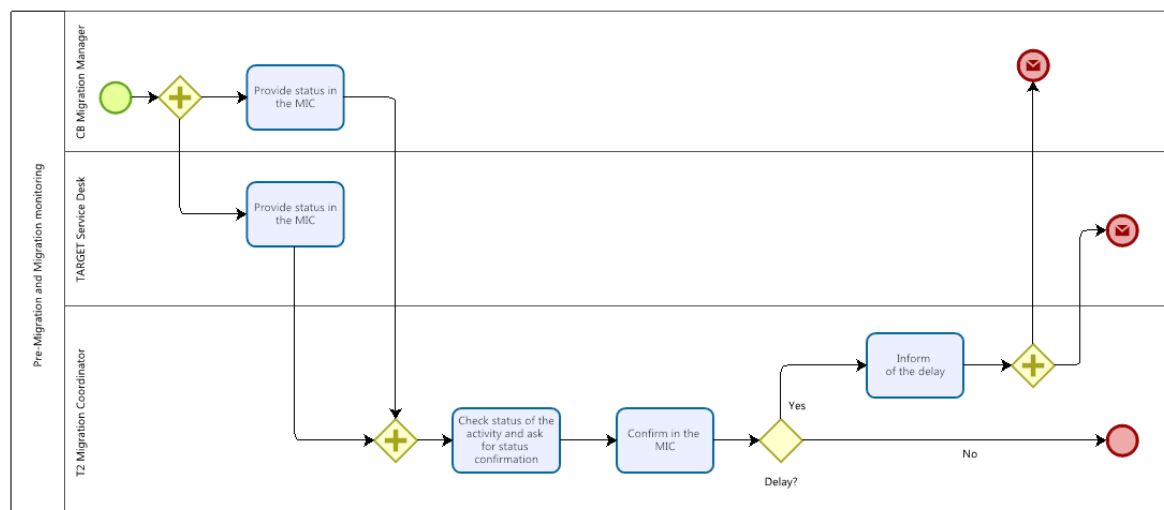 Pre-Migration and Migration monitoring
CB Migration Manager
Provide status in
the MIC
TARGET Service Desk
Provide status in
the MIC
T2 Migration Coordinator
Check status of the
activity and ask
for status
confirmation
Confirm in the
MIC
Delay?
Yes
Inform
of the delay
No